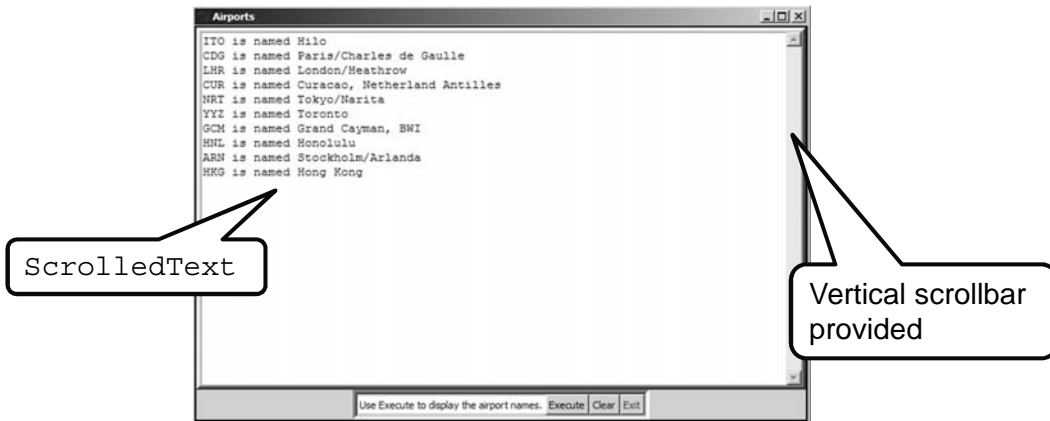 Airports
ITO is named Hilo
CDG is named Paris/Charles de Gaulle
LHR is named London/Heathrow
CUR is named Curacao, Netherland Antilles
NRT is named Tokyo/Narita
YYZ is named Toronto
GCM is named Grand Cayman, BWI
HNL is named Honolulu
ARN is named Stockholm/Arlanda
HKG is named Hong Kong
ScrolledText
Vertical scrollbar
provided
Use Execute to display the airport names. Execute Clear Exit